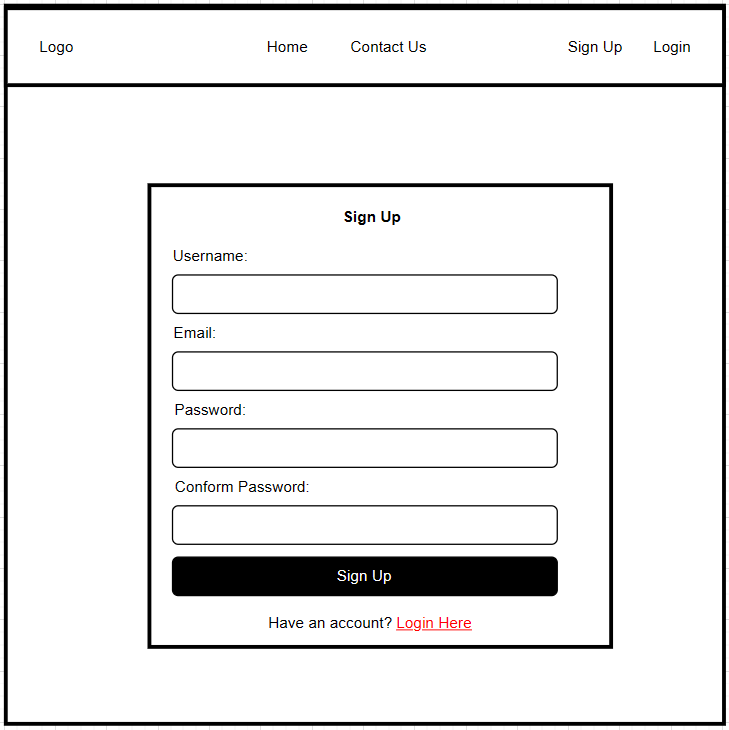 Logo Home Contact Us Sign Up Login
Sign Up
Username:
Email:
Password:
Conform Password:
Sign Up
Have an account? Login Here